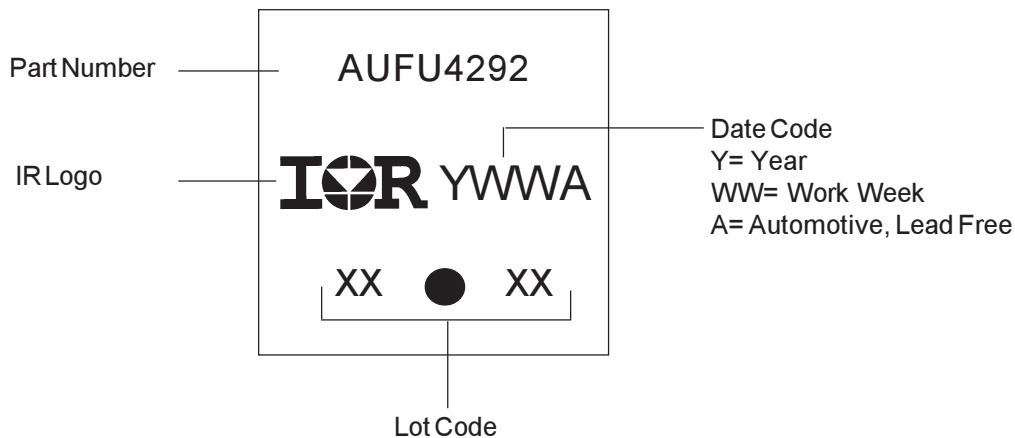 Part Number
AUFU4292
Date Code
Y= Year
WW= Work Week
A= Automotive, Lead Free
IR Logo
IOR YWWA
XX XX
Lot Code